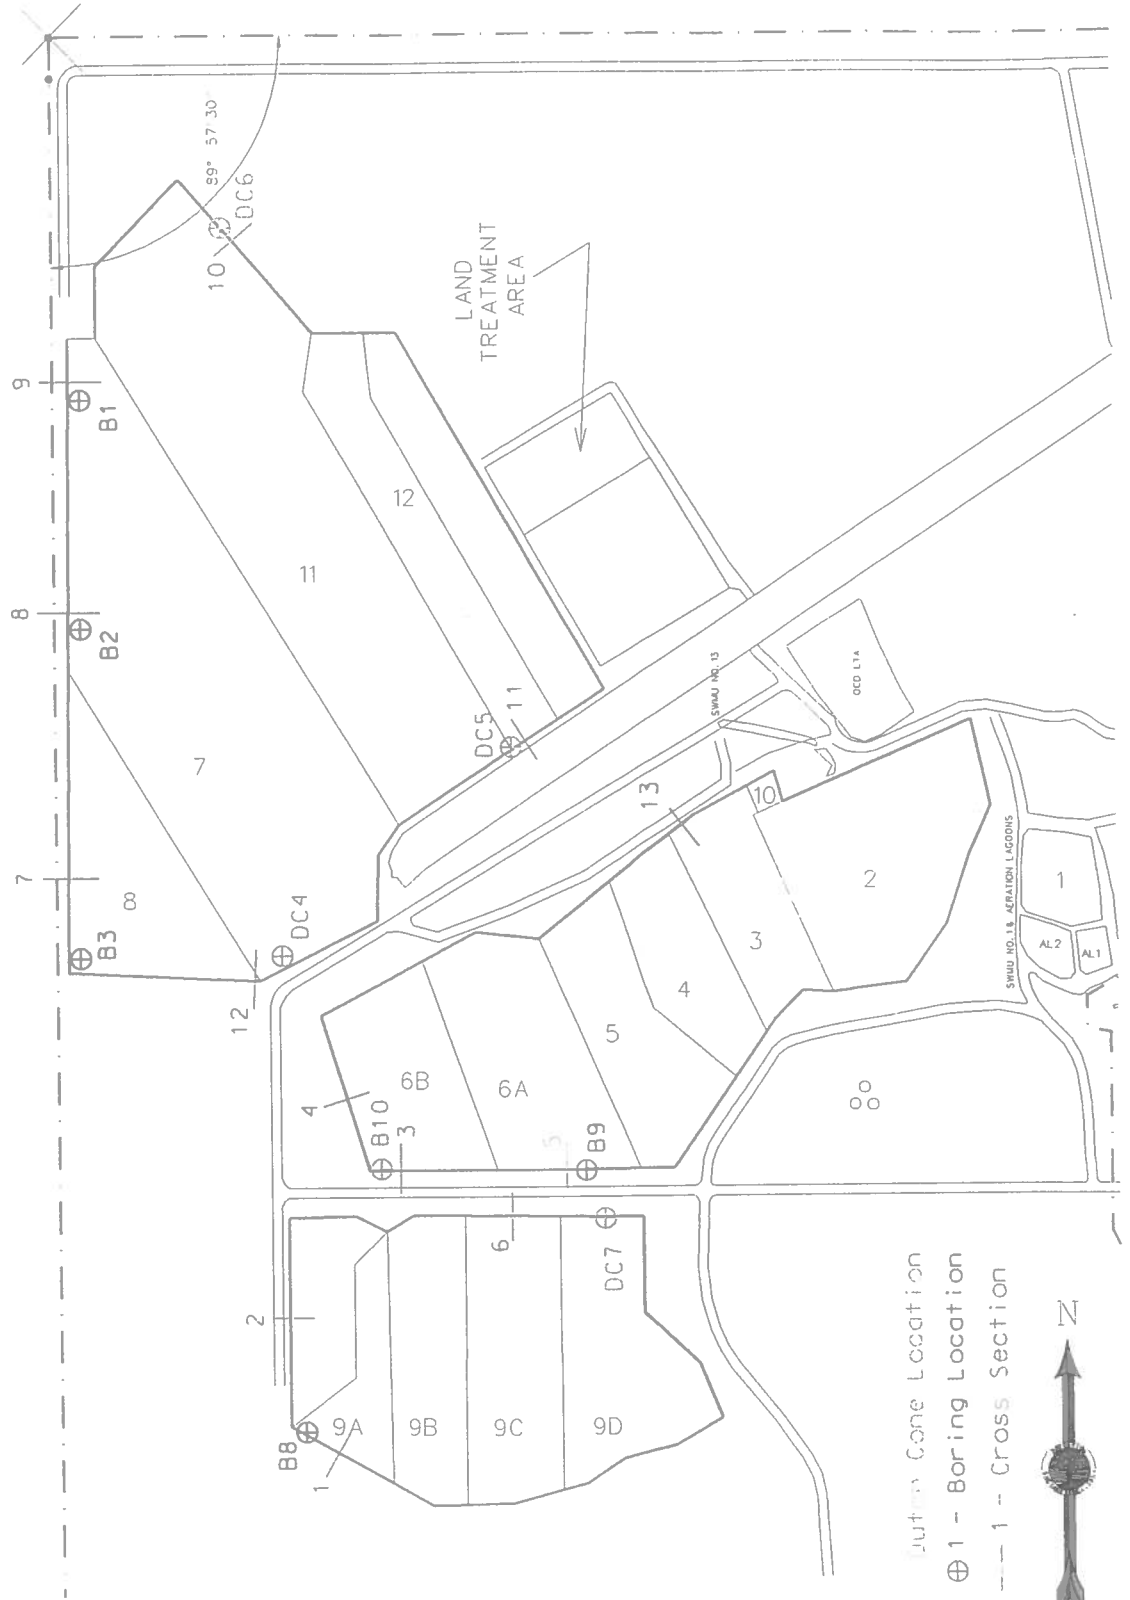 89° 57' 30"
DC6
10
LAND
TREATMENT
AREA
9
B1
12
11
8
B2
7
DC5
11
SWMU NO. 13
OCD LTA
13
10
7
8
B3
DC4
12
2
3
4
5
6A
6B
SWMU NO. 1 & AERATION LAGOONS
1
AL2
AL1
4
B10
3
5
B9
6
DC7
2
9A
9B
9C
9D
B8
1
Cone Location
1 - Boring Location
1 - Cross Section
N